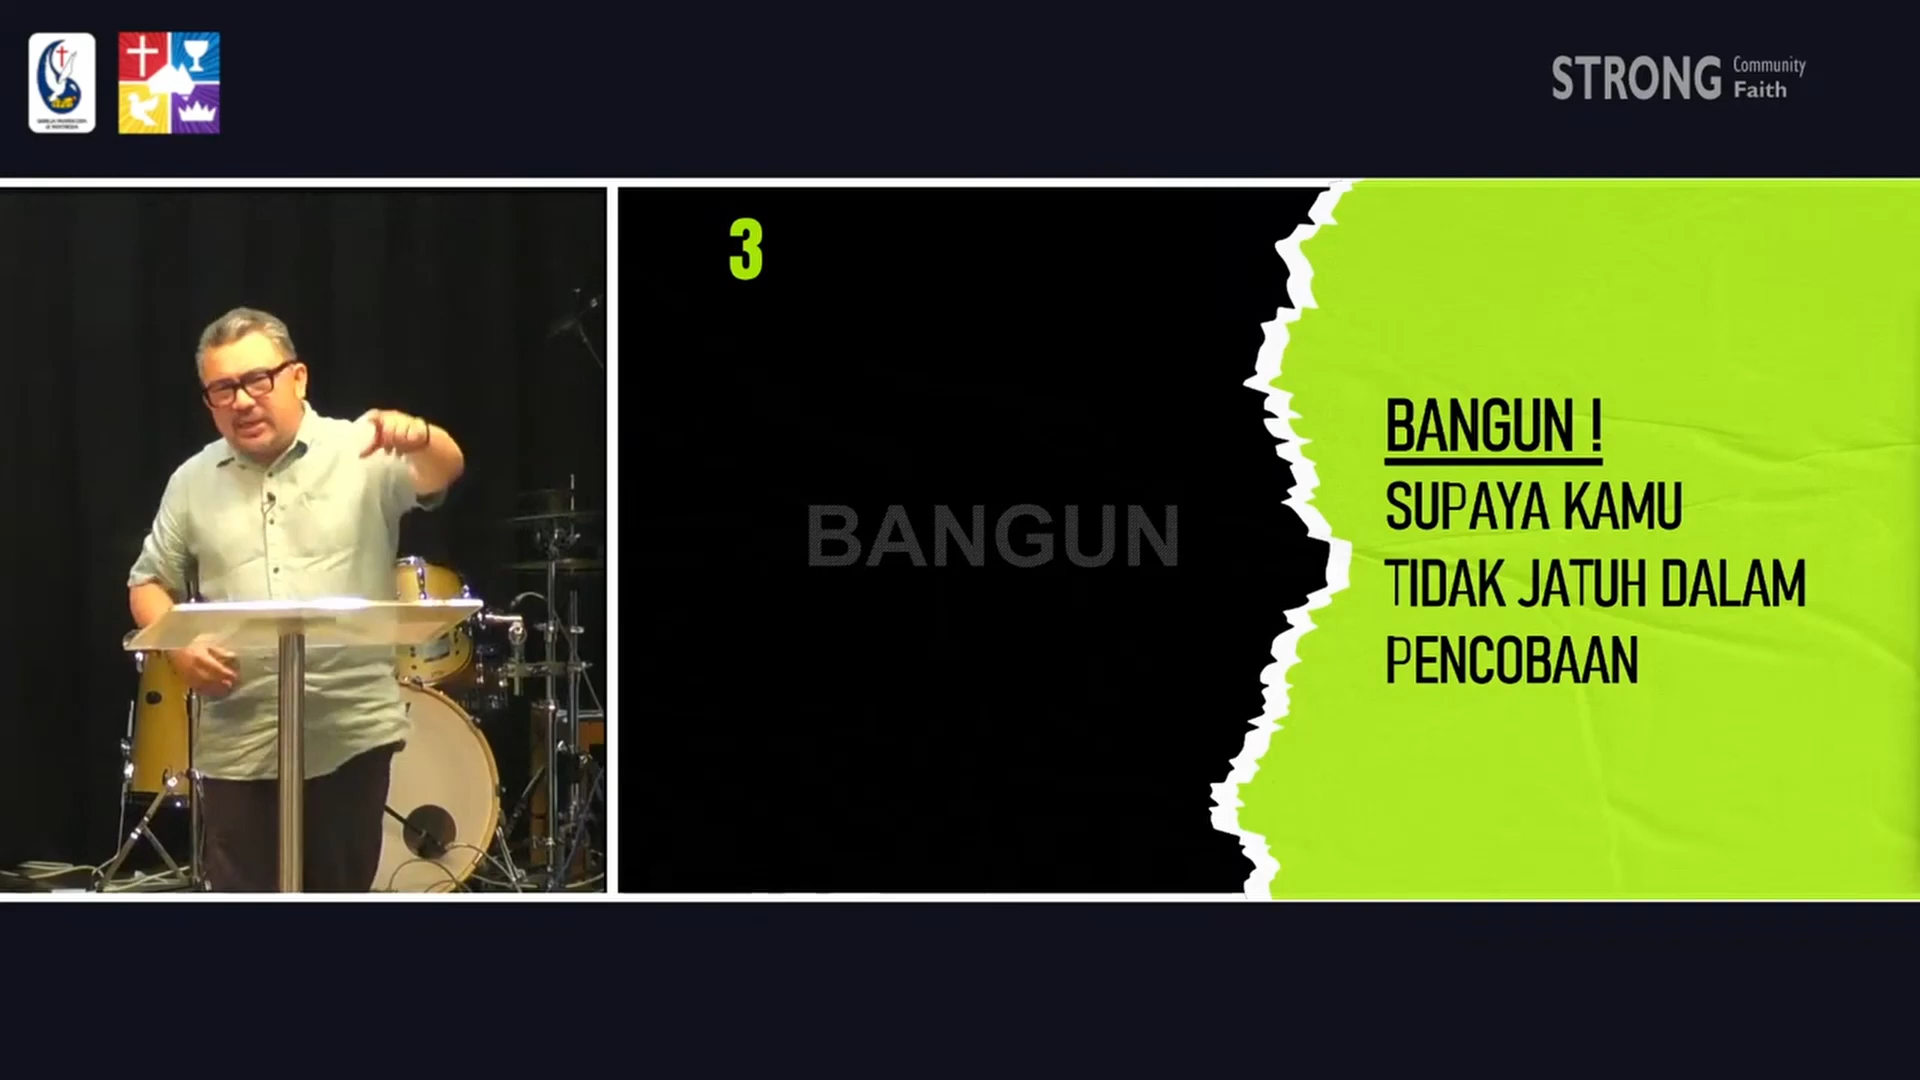 STRONG Community
Faith
3
BANGUN
BANGUN !
SUPAYA KAMU
TIDAK JATUH DALAM
PENCOBAAN